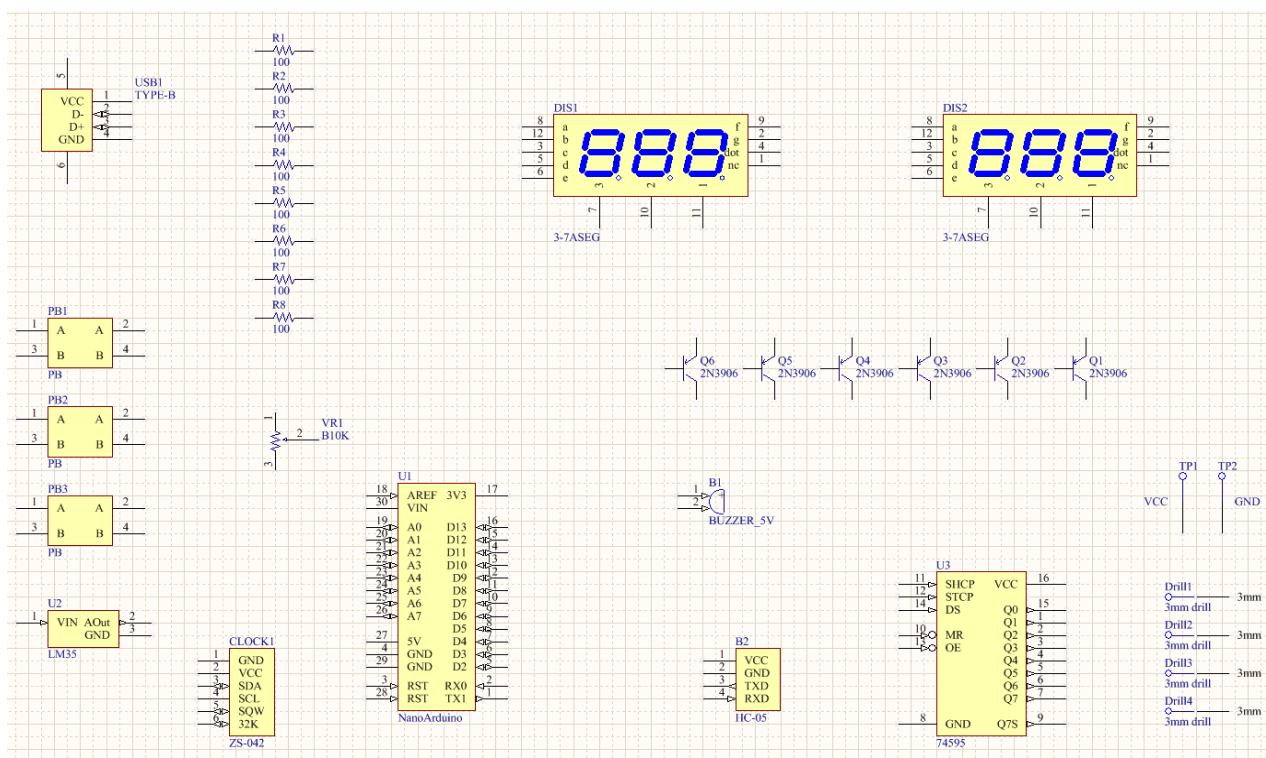 USB1
TYPE-B
5
VCC 1
D- 2
D+ 3
GND 4
6
R1
100
R2
100
R3
100
R4
100
R5
100
R6
100
R7
100
R8
100
DIS1
8 a f 9
12 b g 2
3 c dot 4
5 d nc 1
6 e
3 2 1
7 10 11
3-7ASEG
DIS2
8 a f 9
12 b g 2
3 c dot 4
5 d nc 1
6 e
3 2 1
7 10 11
3-7ASEG
PB1
1 A A 2
3 B B 4
PB
PB2
1 A A 2
3 B B 4
PB
PB3
1 A A 2
3 B B 4
PB
Q6
2N3906
Q5
2N3906
Q4
2N3906
Q3
2N3906
Q2
2N3906
Q1
2N3906
1
VR1
2 B10K
3
U1
18 AREF 3V3 17
30 VIN
19 A0 D13 16
20 A1 D12
21 A2 D11
22 A3 D10
23 A4 D9
24 A5 D8
25 A6 D7 10
26 A7 D6
D5
27 5V D4
4 GND D3
29 GND D2
3 RST RX0 2
28 RST TX1 1
NanoArduino
B1
1
2
BUZZER_5V
TP1 TP2
VCC GND
U2
1 VIN AOut 2
GND 3
LM35
CLOCK1
1 GND
2 VCC
3 SDA
4 SCL
5 SQW
6 32K
ZS-042
B2
1 VCC
2 GND
3 TXD
4 RXD
HC-05
U3
11 SHCP VCC 16
12 STCP
14 DS Q0 15
Q1 1
10 MR Q2 2
13 OE Q3 3
Q4 4
Q5 5
Q6 6
Q7 7
8 GND Q7S 9
74595
Drill1
3mm
3mm drill
Drill2
3mm
3mm drill
Drill3
3mm
3mm drill
Drill4
3mm
3mm drill